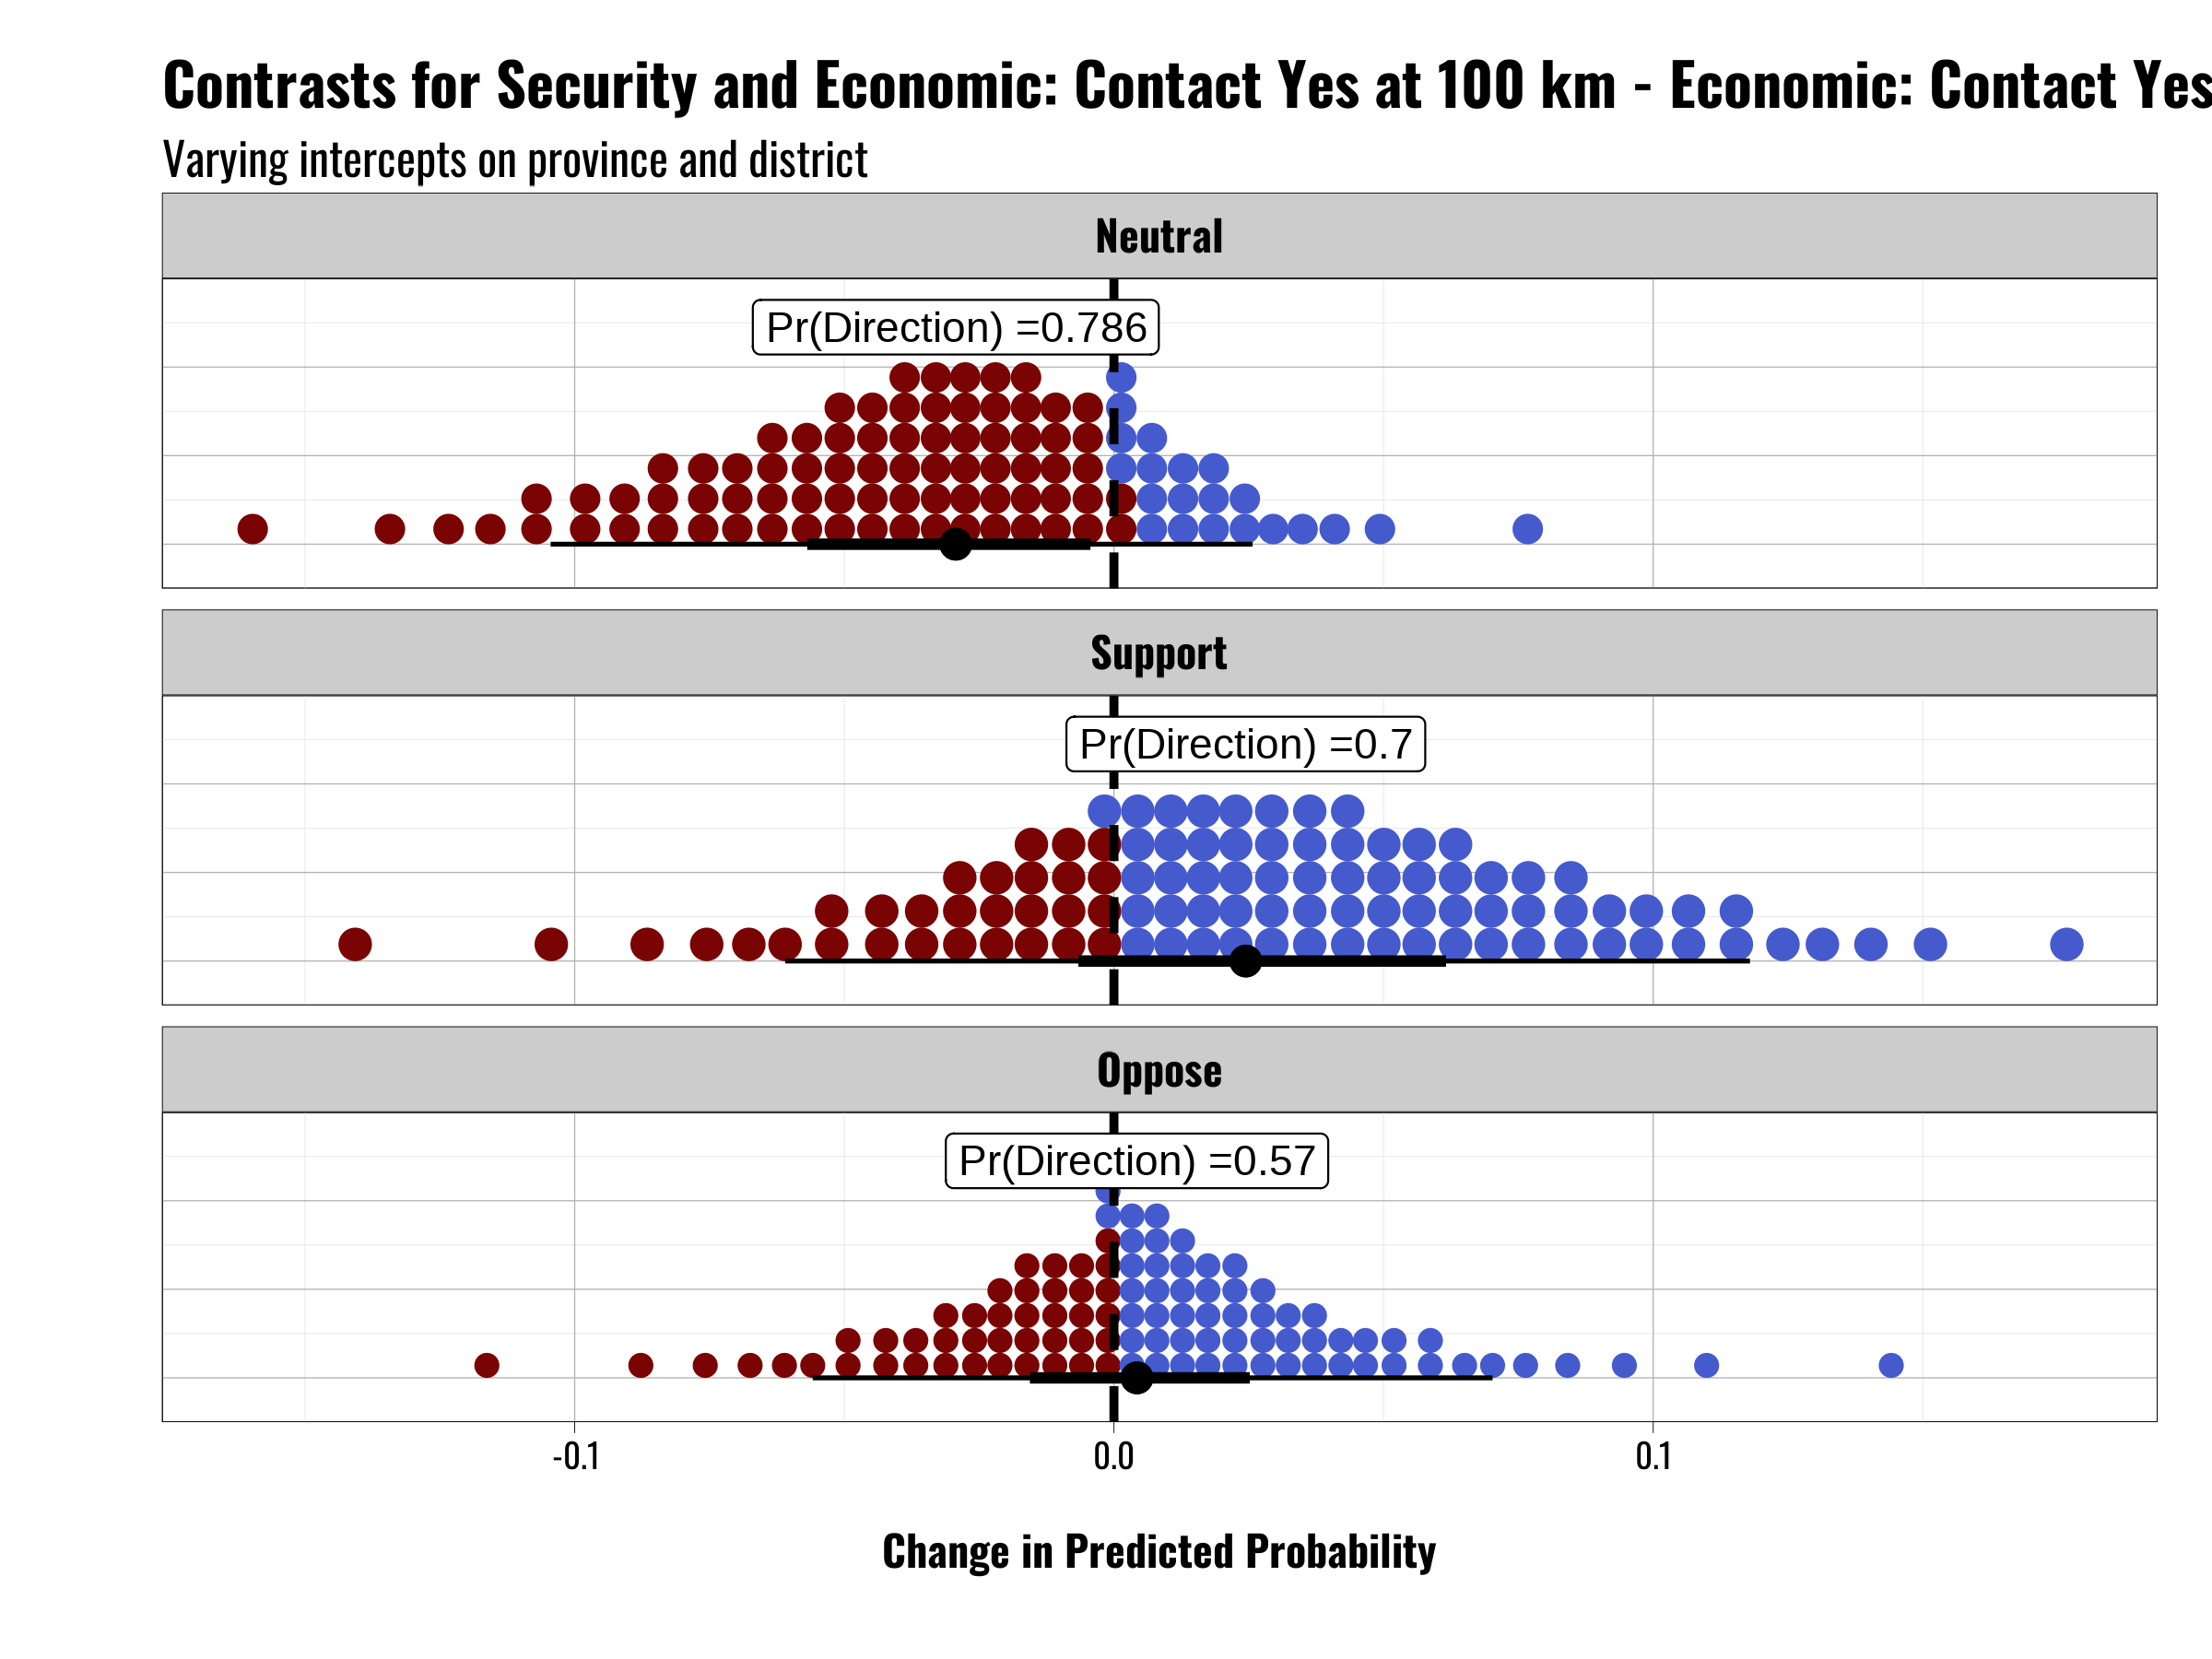 Contrasts for Security and Economic: Contact Yes at 100 km - Economic: Contact Yes
Varying intercepts on province and district
Neutral
Pr(Direction) =0.786
Support
Pr(Direction) =0.7
Oppose
Pr(Direction) =0.57
-0.1 0.0 0.1
Change in Predicted Probability